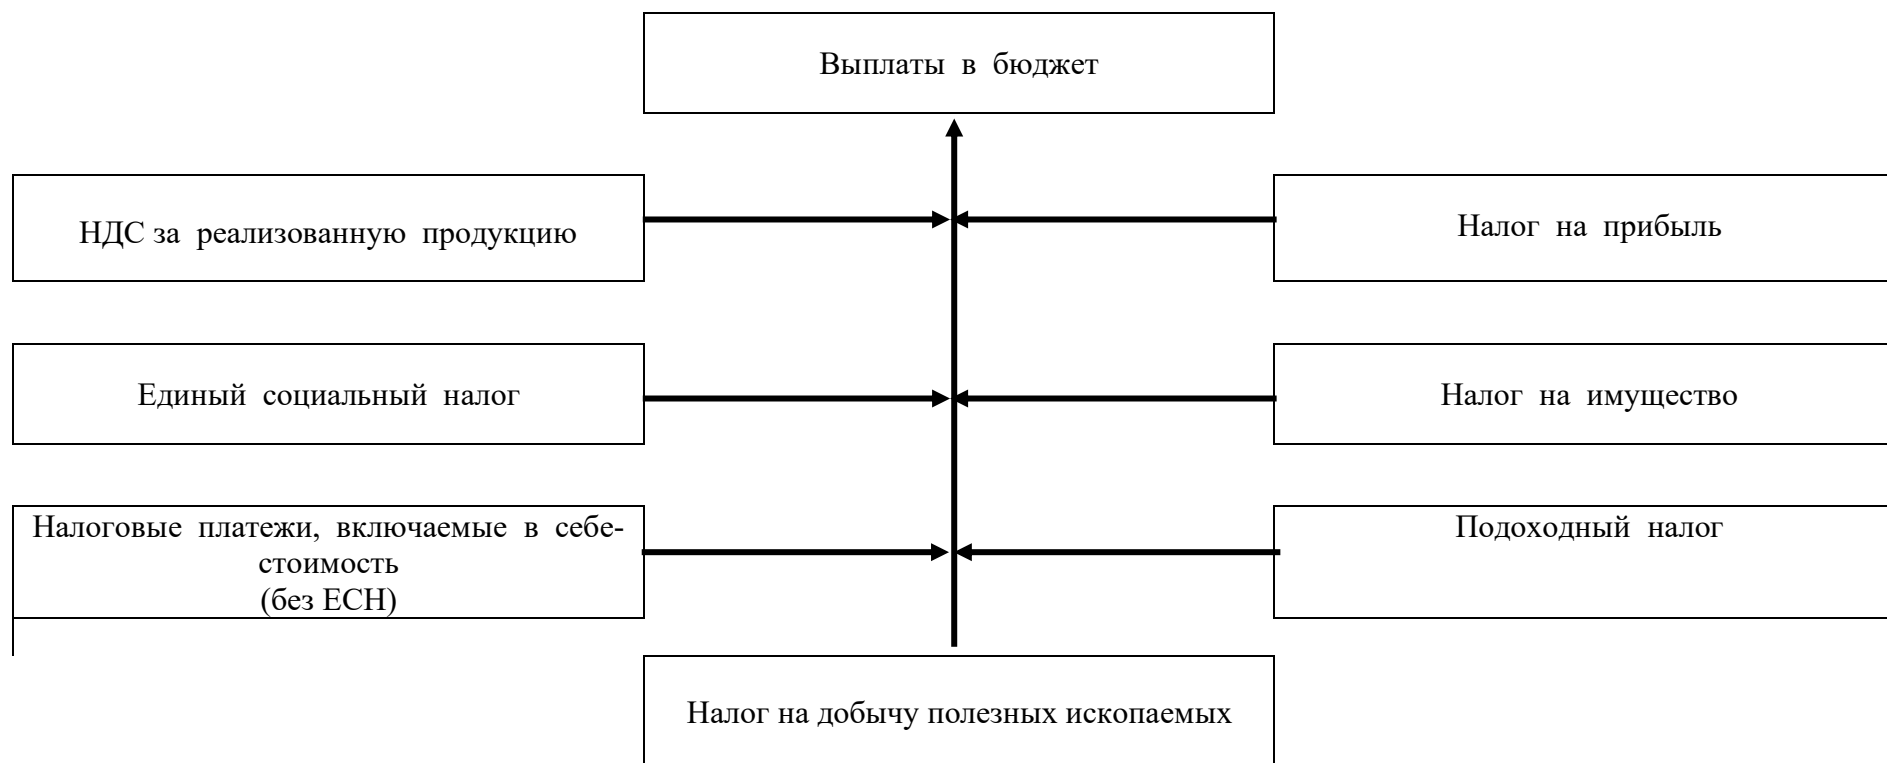 Выплаты в бюджет
НДС за реализованную продукцию
Налог на прибыль
Единый социальный налог
Налог на имущество
Налоговые платежи, включаемые в себе-
стоимость
(без ЕСН)
Подоходный налог
Налог на добычу полезных ископаемых